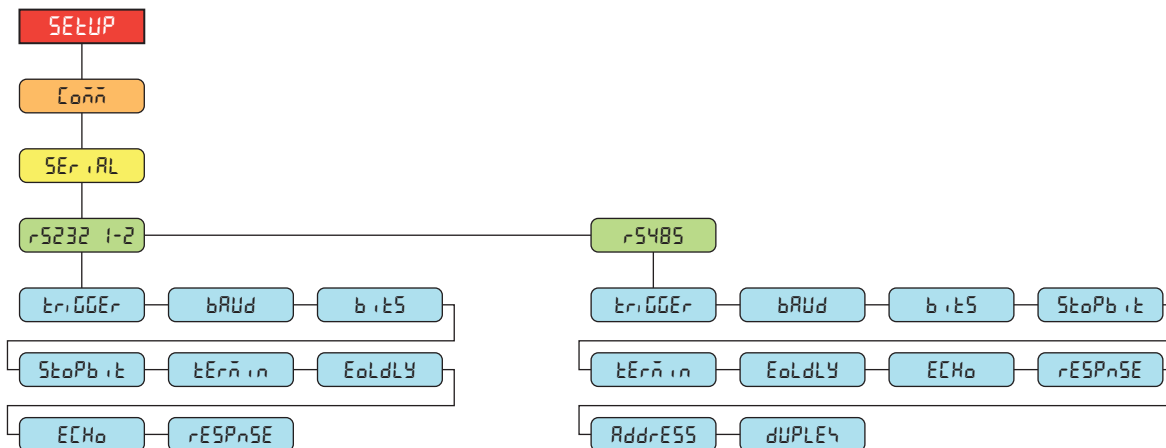 SEtUP
Comm
SEriAL
rS232 1-2 rS485
triGGEr bAUd bitS triGGEr bAUd bitS StoPbit
StoPbit tErmin EoLdLY tErmin EoLdLY ECHo rESPnSE
ECHo rESPnSE AddrESS dUPLEX